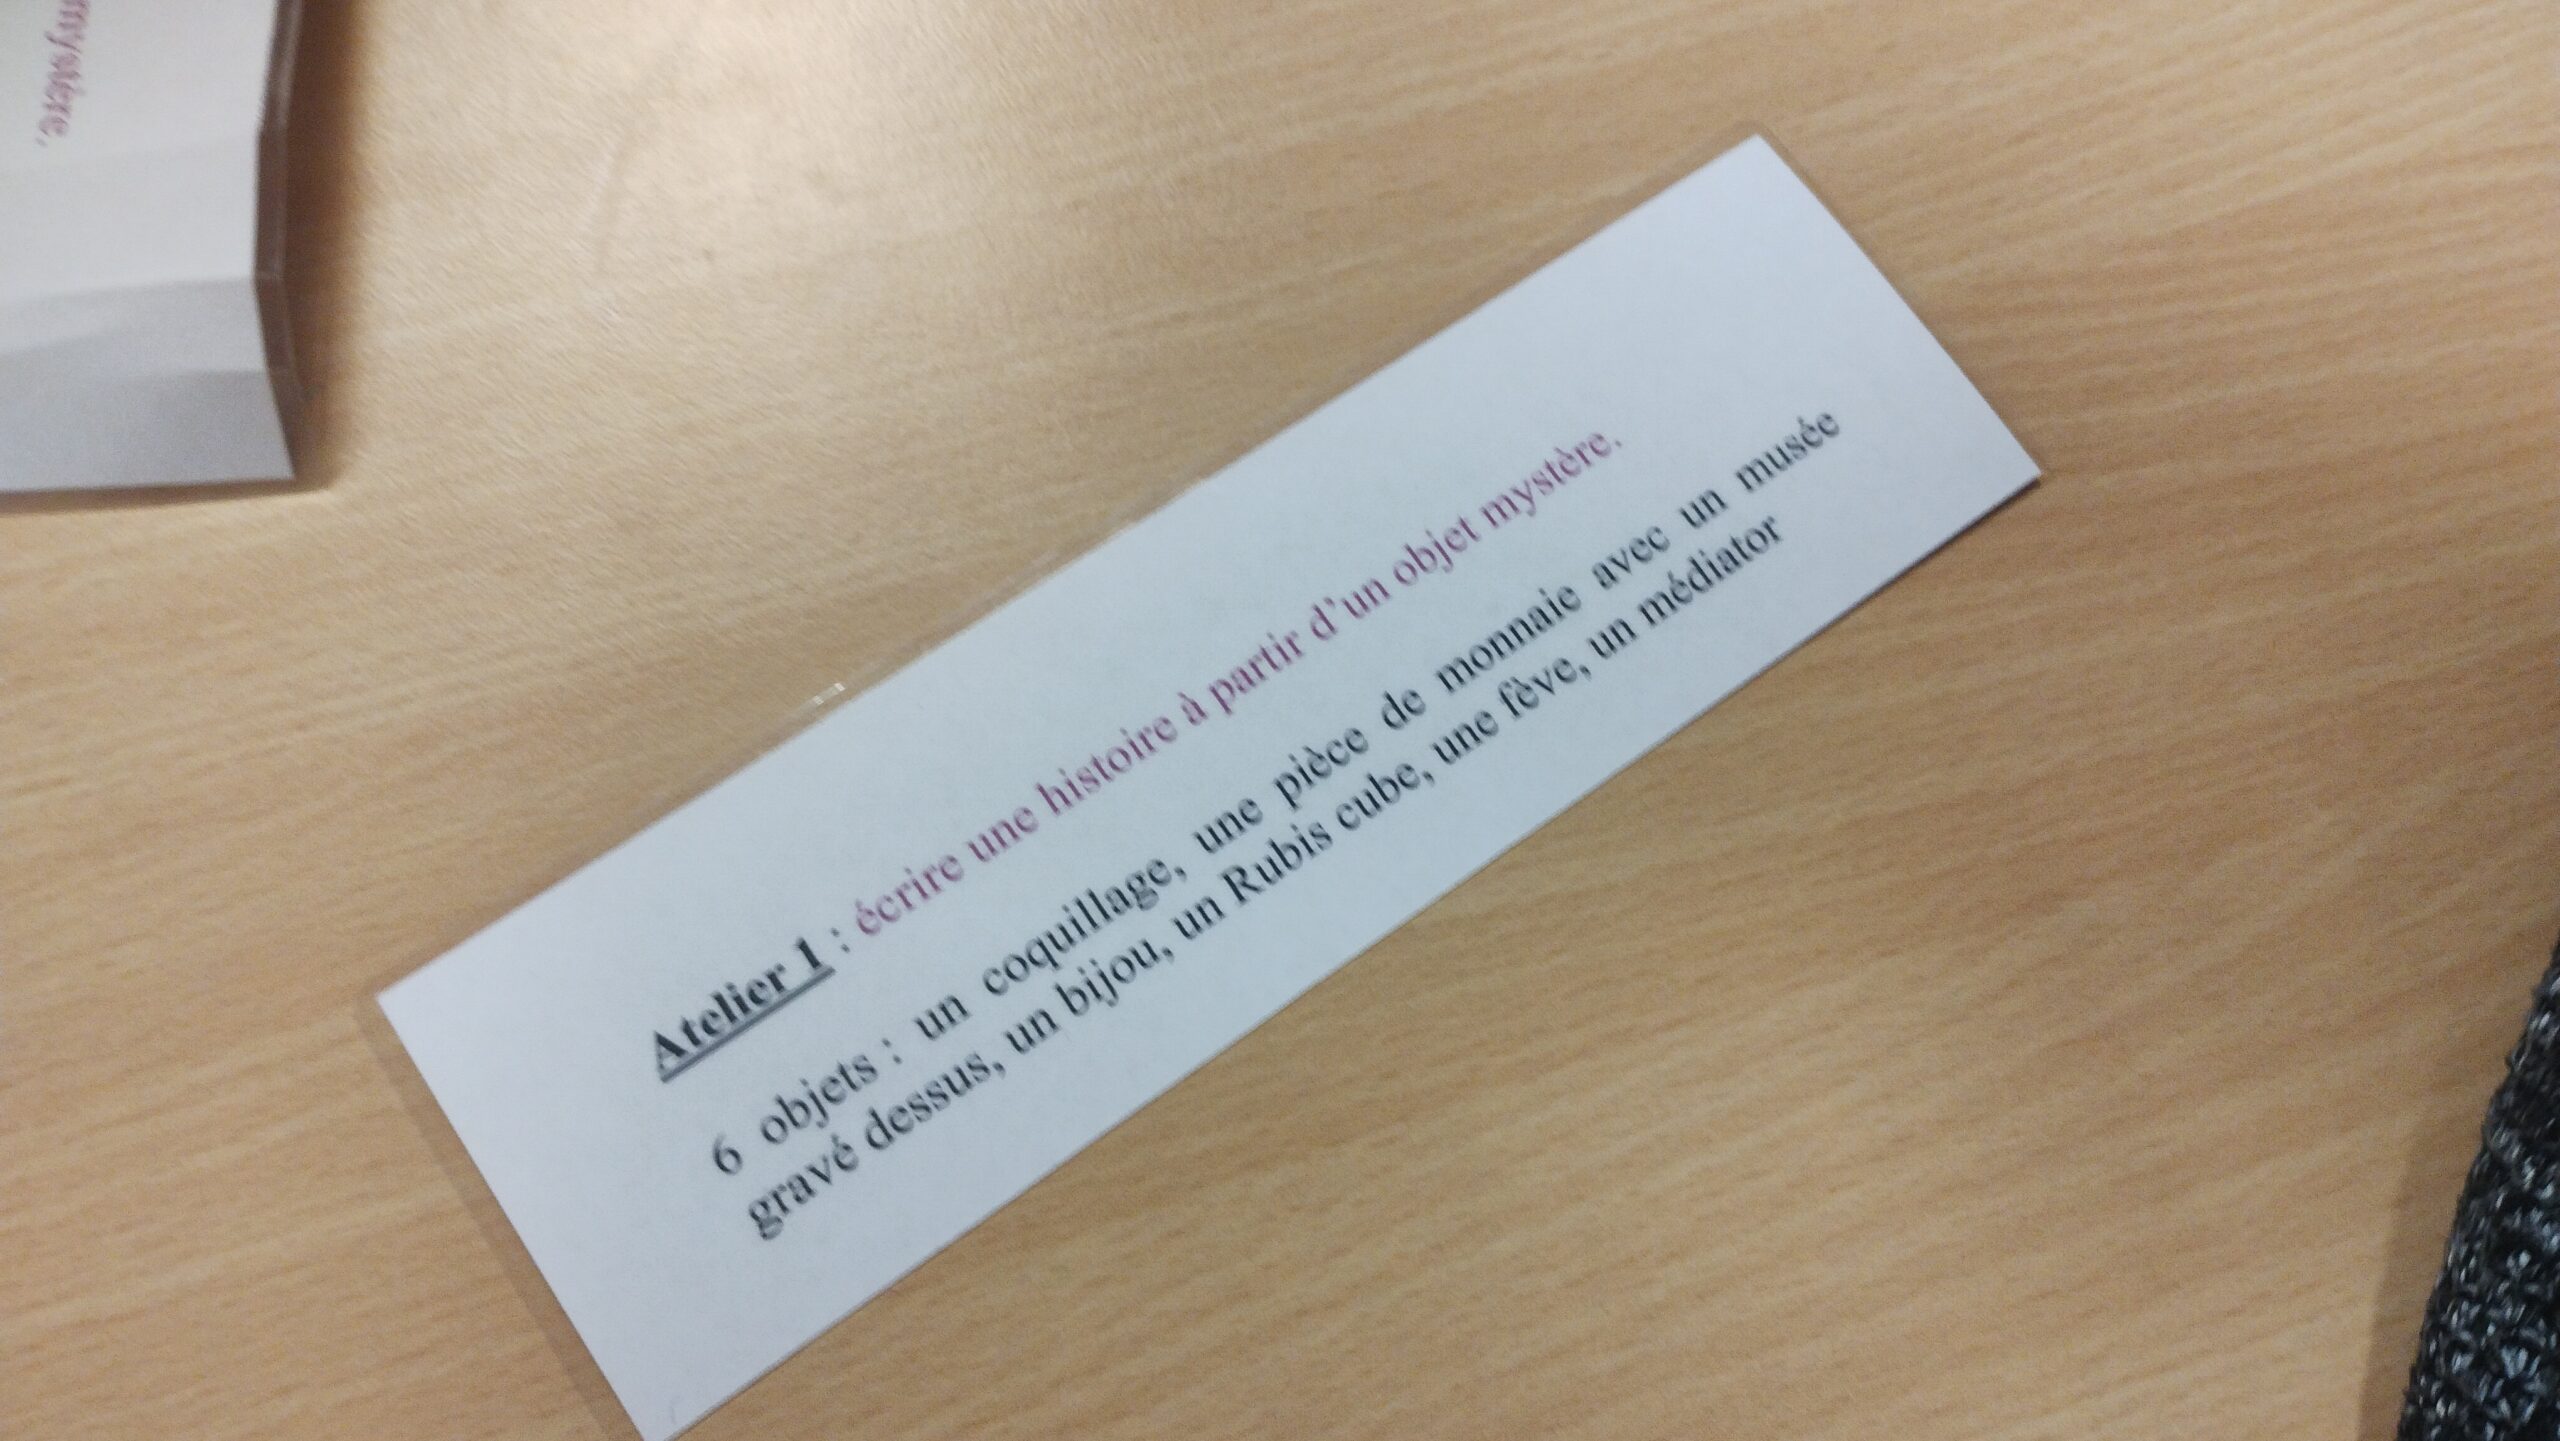 mystère.
Atelier 1 : écrire une histoire à partir d'un objet mystère.
6 objets : un coquillage, une pièce de monnaie avec un musée
gravé dessus, un bijou, un Rubis cube, une fève, un médiator